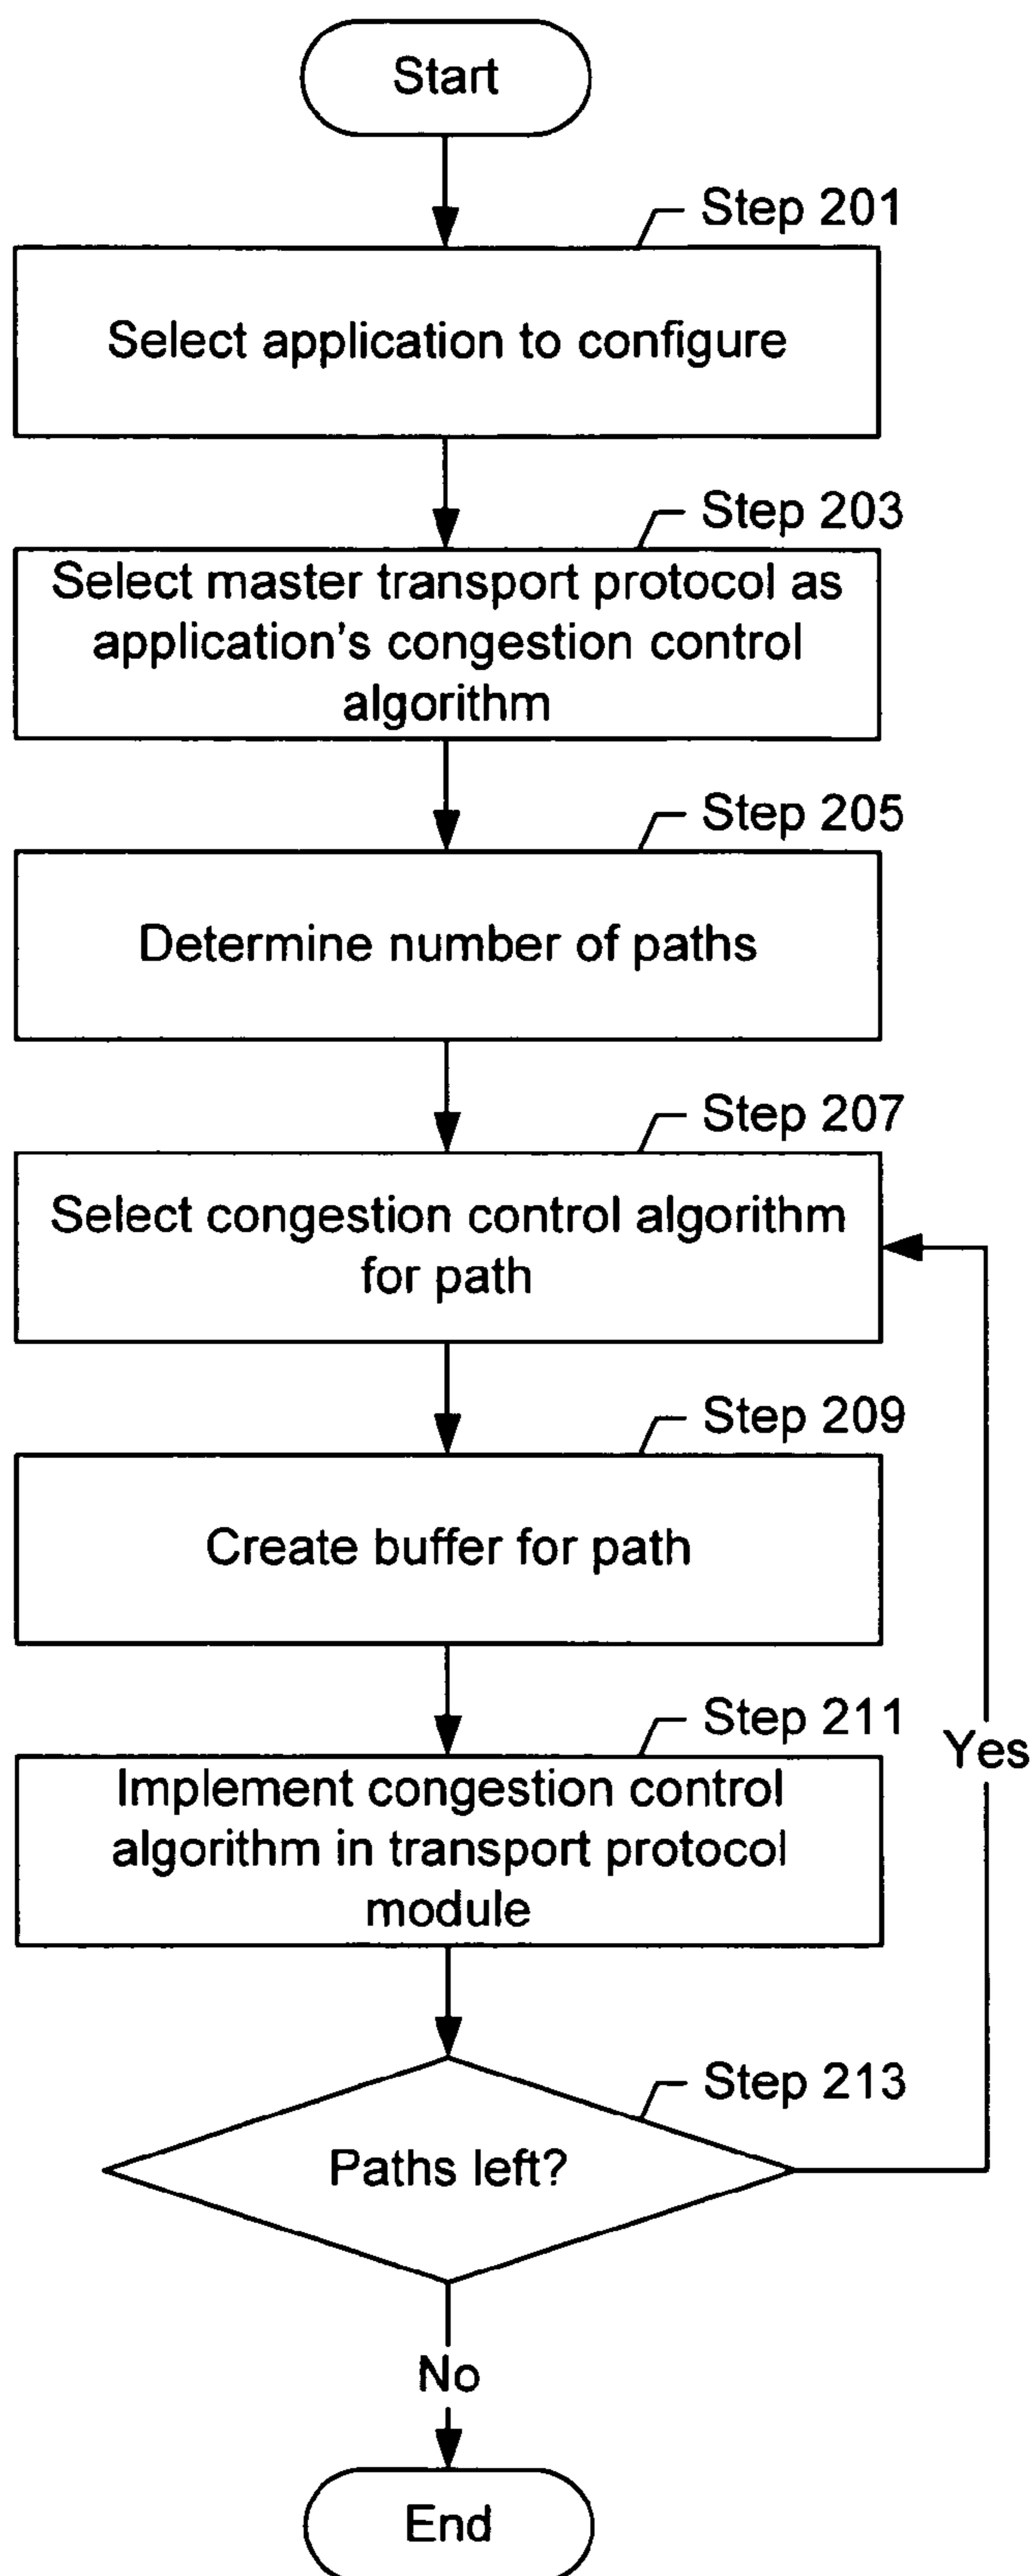 Start
Step 201
Select application to configure
Step 203
Select master transport protocol as
application's congestion control
algorithm
Step 205
Determine number of paths
Step 207
Select congestion control algorithm
for path
Step 209
Create buffer for path
Step 211
Implement congestion control
algorithm in transport protocol
module
Yes
Step 213
Paths left?
No
End